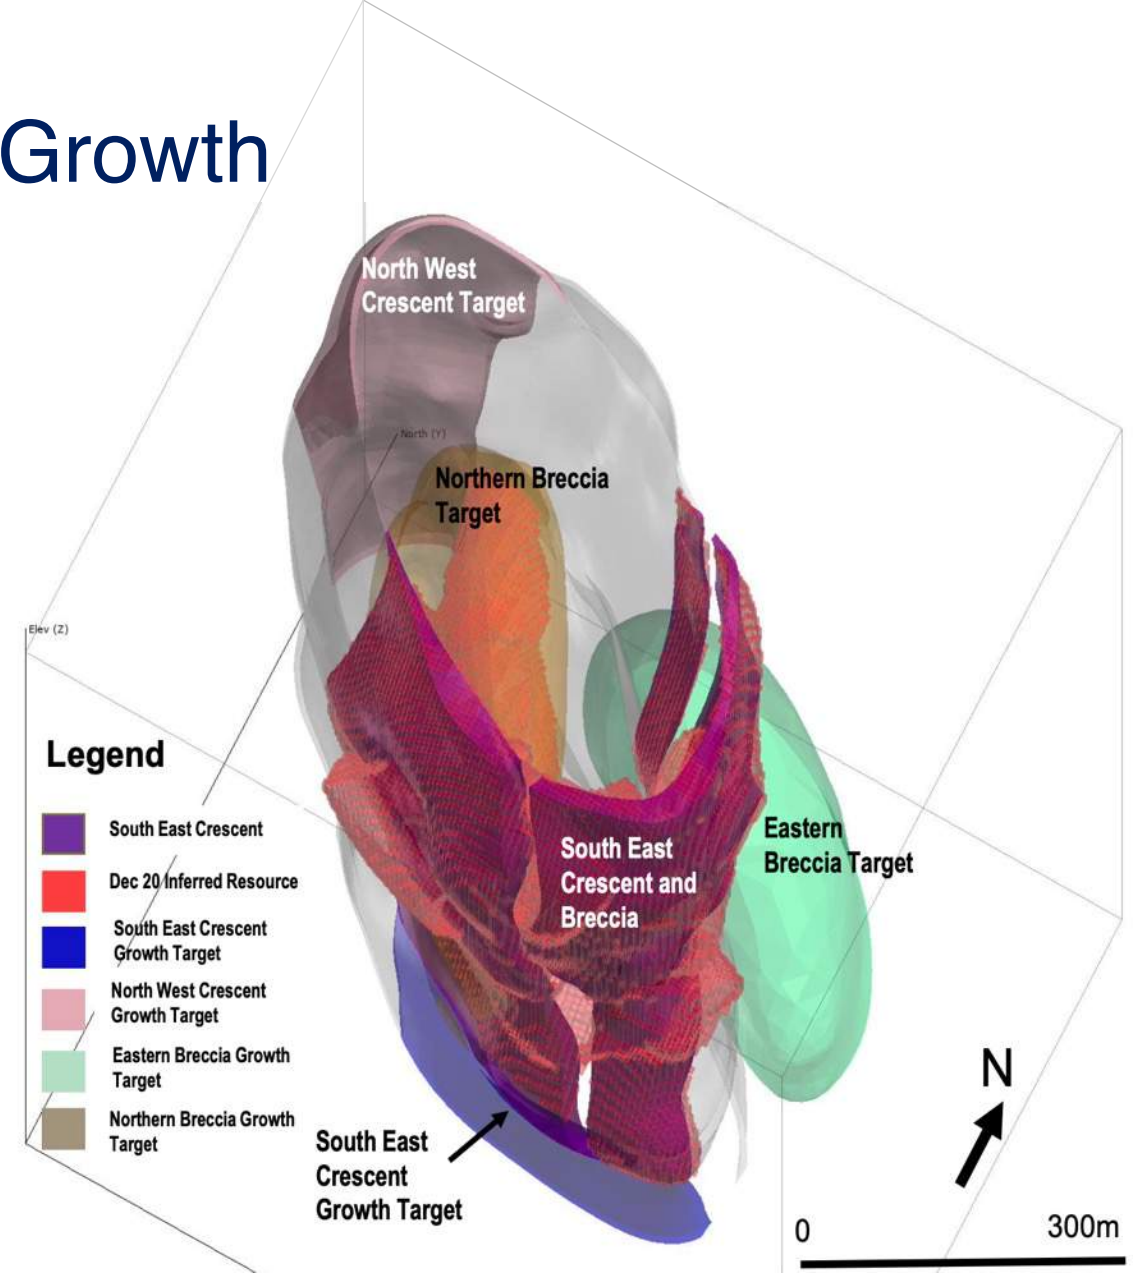 Growth
North West
Crescent Target
North (Y)
Northern Breccia
Target
Elev (Z)
Legend
South East Crescent
Dec 20 Inferred Resource
South East Crescent
Growth Target
North West Crescent
Growth Target
Eastern Breccia Growth
Target
Northern Breccia Growth
Target
South East
Crescent and
Breccia
Eastern
Breccia Target
South East
Crescent
Growth Target
N
0
300m